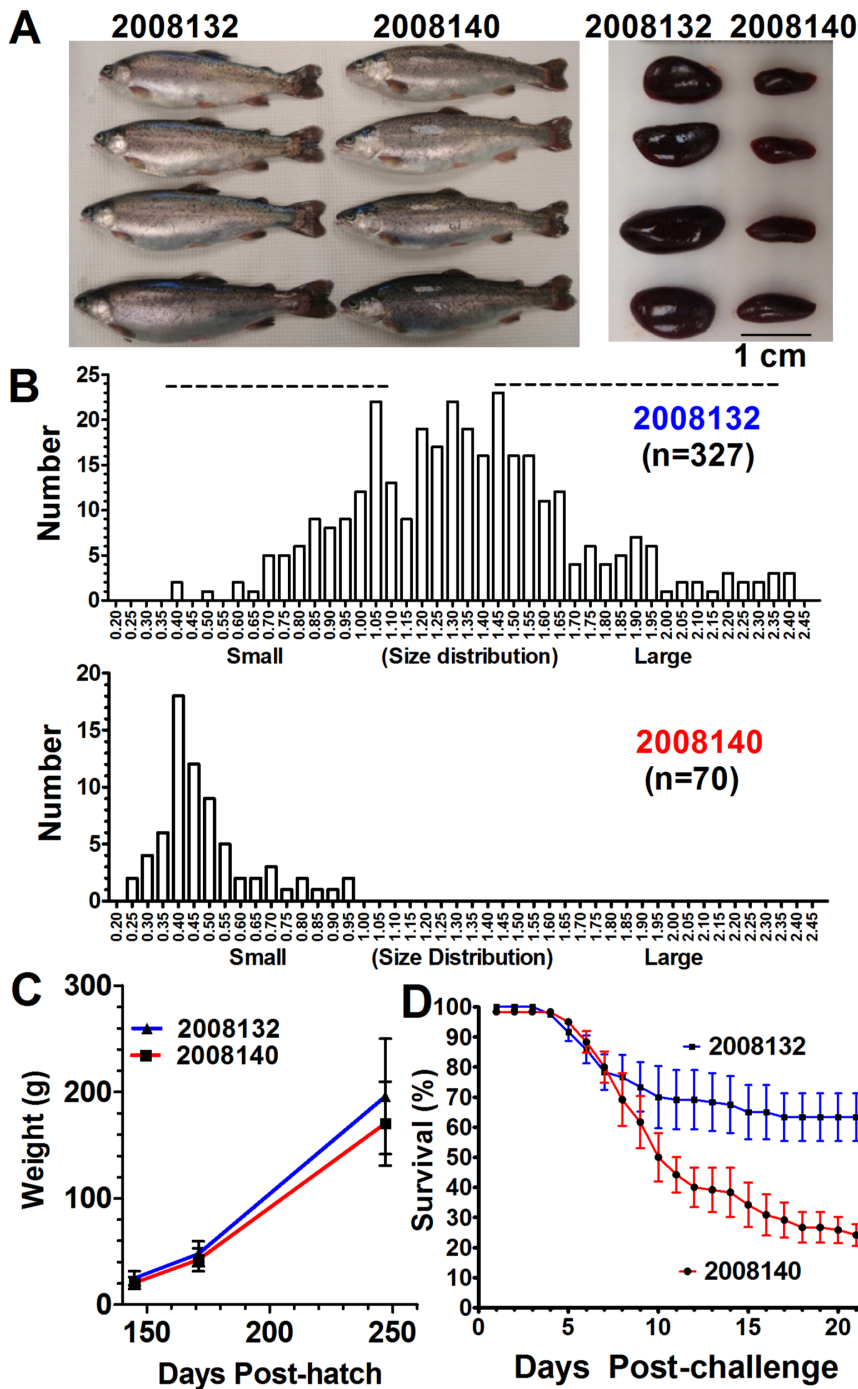 A 2008132 2008140 2008132 2008140
1 cm
B
25
20
15
10
5
0
Number
2008132
(n=327)
0.20 0.25 0.30 0.35 0.40 0.45 0.50 0.55 0.60 0.65 0.70 0.75 0.80 0.85 0.90 0.95 1.00 1.05 1.10 1.15 1.20 1.25 1.30 1.35 1.40 1.45 1.50 1.55 1.60 1.65 1.70 1.75 1.80 1.85 1.90 1.95 2.00 2.05 2.10 2.15 2.20 2.25 2.30 2.35 2.40 2.45
Small (Size distribution) Large
20
15
10
5
0
Number
2008140
(n=70)
0.20 0.25 0.30 0.35 0.40 0.45 0.50 0.55 0.60 0.65 0.70 0.75 0.80 0.85 0.90 0.95 1.00 1.05 1.10 1.15 1.20 1.25 1.30 1.35 1.40 1.45 1.50 1.55 1.60 1.65 1.70 1.75 1.80 1.85 1.90 1.95 2.00 2.05 2.10 2.15 2.20 2.25 2.30 2.35 2.40 2.45
Small (Size Distribution) Large
C
300
200
100
0
Weight (g)
2008132
2008140
150 200 250
Days Post-hatch
D
100
90
80
70
60
50
40
30
20
10
0
Survival (%)
2008132
2008140
0 5 10 15 20
Days Post-challenge